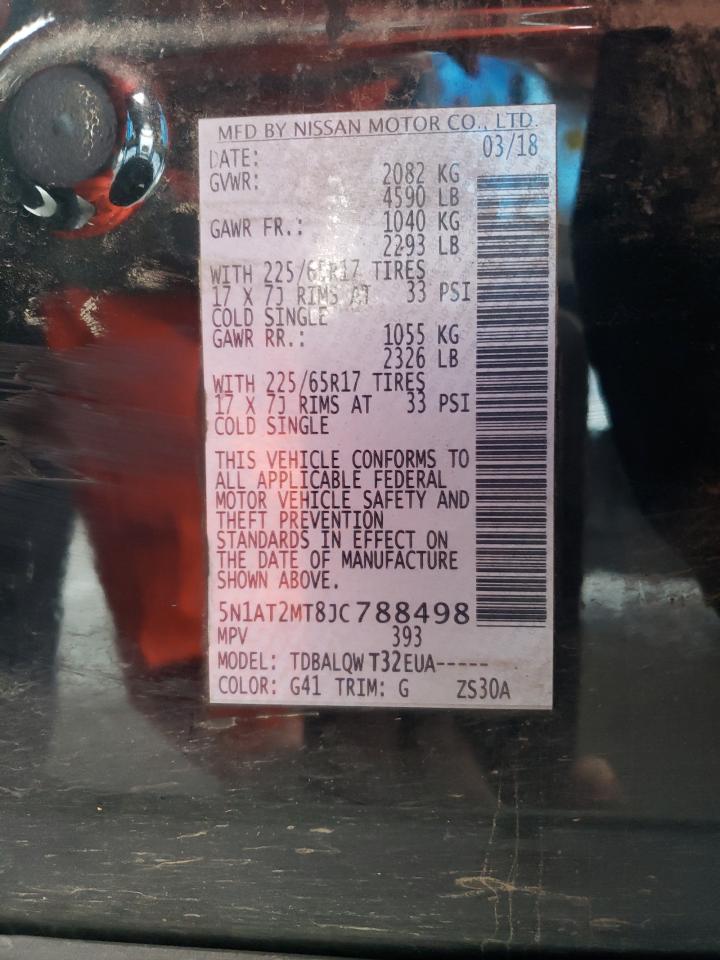 MFD BY NISSAN MOTOR CO., LTD.
DATE: 03/18
GVWR: 2082 KG
4590 LB
GAWR FR.: 1040 KG
2293 LB
WITH 225/65R17 TIRES
17 X 7J RIMS AT 33 PSI
COLD SINGLE
GAWR RR.: 1055 KG
2326 LB
WITH 225/65R17 TIRES
17 X 7J RIMS AT 33 PSI
COLD SINGLE
THIS VEHICLE CONFORMS TO
ALL APPLICABLE FEDERAL
MOTOR VEHICLE SAFETY AND
THEFT PREVENTION
STANDARDS IN EFFECT ON
THE DATE OF MANUFACTURE
SHOWN ABOVE.
5N1AT2MT8JC788498
MPV 393
MODEL: TDBALQW T32EUA-----
COLOR: G41 TRIM: G ZS30A